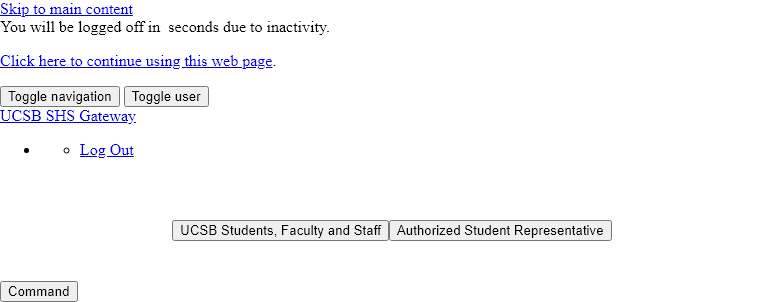 Skip to main content
You will be logged off in  seconds due to inactivity.
Click here to continue using this web page.
Toggle navigation Toggle user
UCSB SHS Gateway
Log Out
UCSB Students, Faculty and Staff Authorized Student Representative
Command